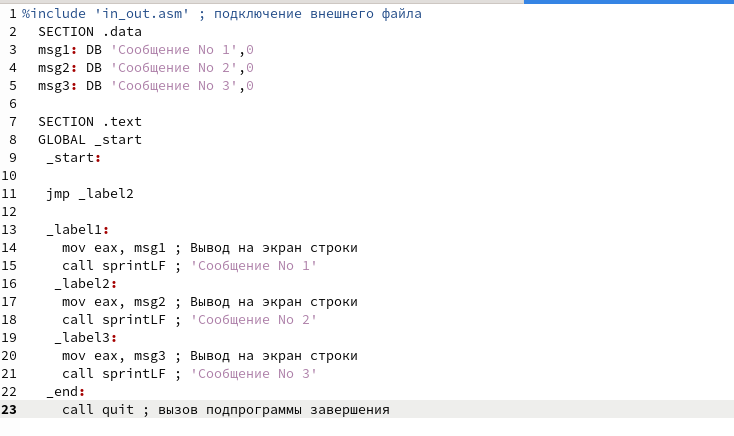 1 %include 'in_out.asm' ; подключение внешнего файла
2 SECTION .data
3 msg1: DB 'Сообщение No 1',0
4 msg2: DB 'Сообщение No 2',0
5 msg3: DB 'Сообщение No 3',0
6
7 SECTION .text
8 GLOBAL _start
9 _start:
10
11 jmp _label2
12
13 _label1:
14 mov eax, msg1 ; Вывод на экран строки
15 call sprintLF ; 'Сообщение No 1'
16 _label2:
17 mov eax, msg2 ; Вывод на экран строки
18 call sprintLF ; 'Сообщение No 2'
19 _label3:
20 mov eax, msg3 ; Вывод на экран строки
21 call sprintLF ; 'Сообщение No 3'
22 _end:
23 call quit ; вызов подпрограммы завершения